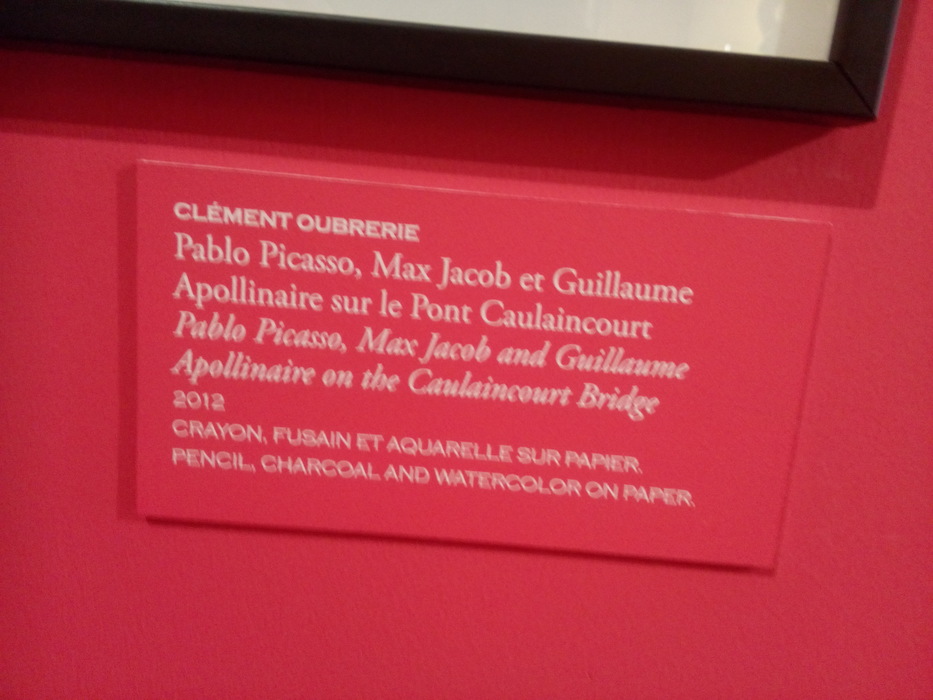 CLÉMENT OUBRERIE
Pablo Picasso, Max Jacob et Guillaume
Apollinaire sur le Pont Caulaincourt
Pablo Picasso, Max Jacob and Guillaume
Apollinaire on the Caulaincourt Bridge
2012
CRAYON, FUSAIN ET AQUARELLE SUR PAPIER.
PENCIL, CHARCOAL AND WATERCOLOR ON PAPER.